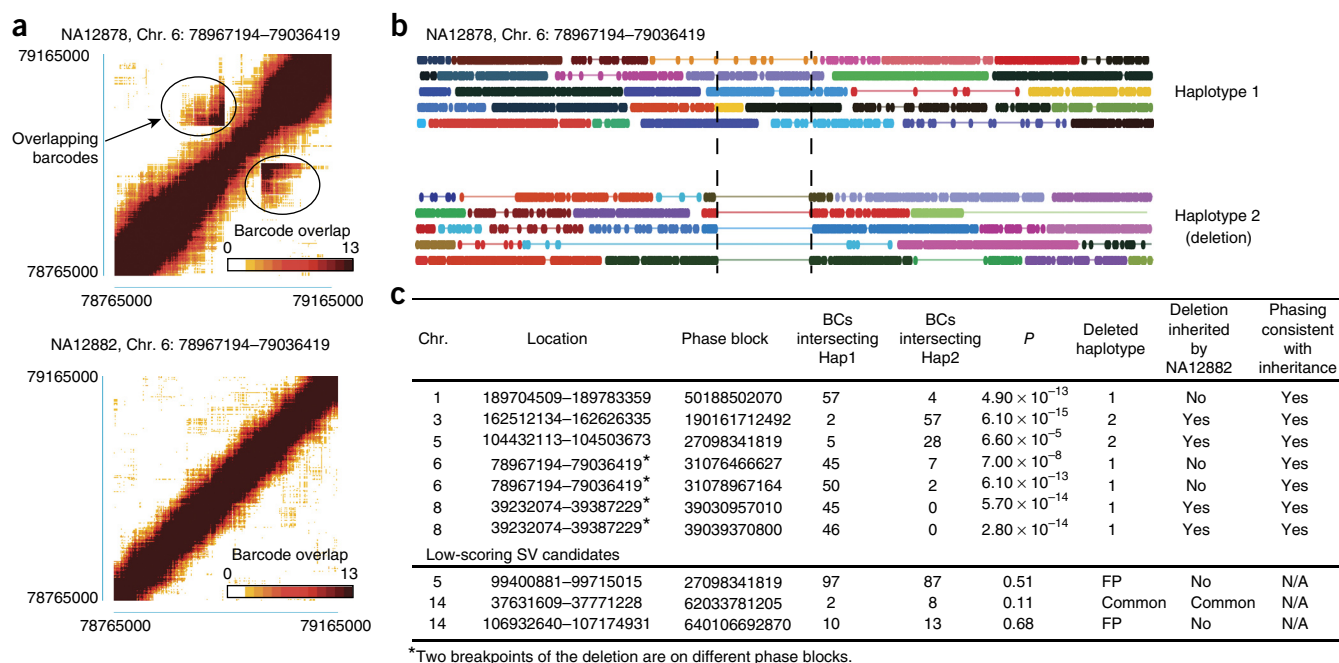 a
NA12878, Chr. 6: 78967194–79036419
79165000
Overlapping
barcodes
Barcode overlap
0 13
78765000
78765000 79165000
NA12882, Chr. 6: 78967194–79036419
79165000
Barcode overlap
0 13
78765000
78765000 79165000
b
NA12878, Chr. 6: 78967194–79036419
Haplotype 1
Haplotype 2
(deletion)
c
Chr. Location Phase block BCs intersecting Hap1 BCs intersecting Hap2 P Deleted haplotype Deletion inherited by NA12882 Phasing consistent with inheritance
1 189704509–189783359 50188502070 57 4 4.90 × 10⁻¹³ 1 No Yes
3 162512134–162626335 190161712492 2 57 6.10 × 10⁻¹⁵ 2 Yes Yes
5 104432113–104503673 27098341819 5 28 6.60 × 10⁻⁵ 2 Yes Yes
6 78967194–79036419* 31076466627 45 7 7.00 × 10⁻⁸ 1 No Yes
6 78967194–79036419* 31078967164 50 2 6.10 × 10⁻¹³ 1 No Yes
8 39232074–39387229* 39030957010 45 0 5.70 × 10⁻¹⁴ 1 Yes Yes
8 39232074–39387229* 39039370800 46 0 2.80 × 10⁻¹⁴ 1 Yes Yes
Low-scoring SV candidates
5 99400881–99715015 27098341819 97 87 0.51 FP No N/A
14 37631609–37771228 62033781205 2 8 0.11 Common Common N/A
14 106932640–107174931 640106692870 10 13 0.68 FP No N/A
*Two breakpoints of the deletion are on different phase blocks.